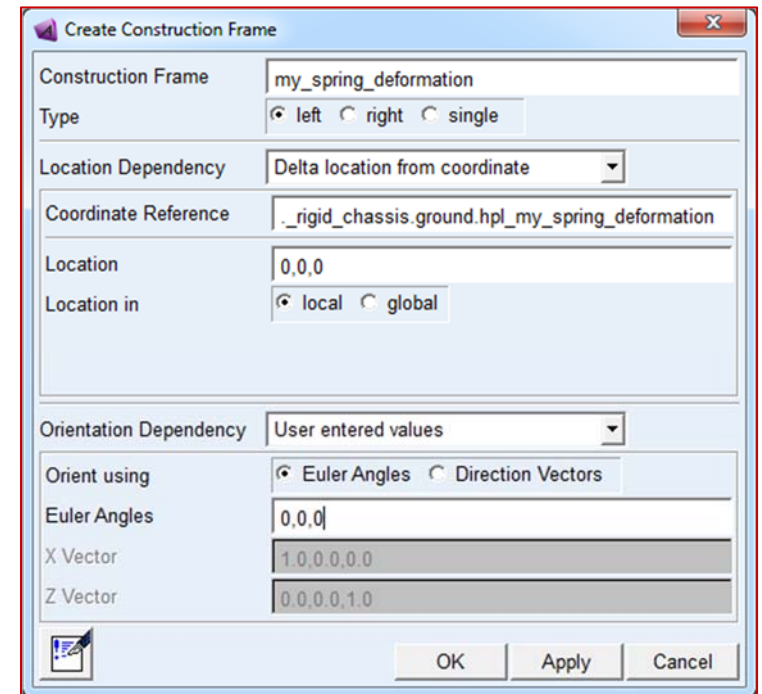 Create Construction Frame
Construction Frame my_spring_deformation
Type left right single
Location Dependency Delta location from coordinate
Coordinate Reference ._rigid_chassis.ground.hpl_my_spring_deformation
Location 0,0,0
Location in local global
Orientation Dependency User entered values
Orient using Euler Angles Direction Vectors
Euler Angles 0,0,0
X Vector 1.0,0.0,0.0
Z Vector 0.0,0.0,1.0
OK Apply Cancel